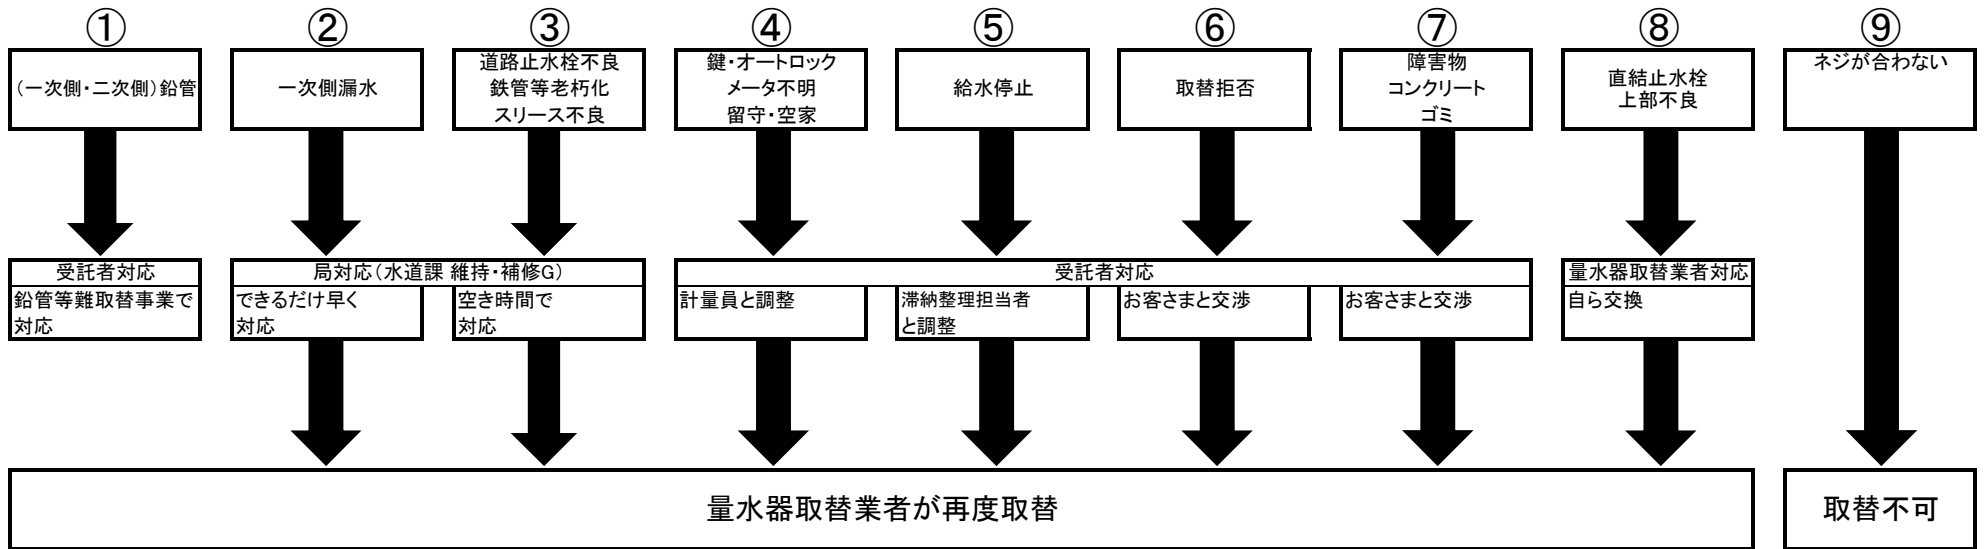 ①
②
③
④
⑤
⑥
⑦
⑧
⑨
(一次側・二次側)鉛管
一次側漏水
道路止水栓不良
鉄管等老朽化
スリース不良
鍵・オートロック
メータ不明
留守・空家
給水停止
取替拒否
障害物
コンクリート
ゴミ
直結止水栓
上部不良
ネジが合わない
受託者対応
鉛管等難取替事業で
対応
局対応(水道課 維持・補修G)
できるだけ早く
対応
空き時間で
対応
受託者対応
計量員と調整
滞納整理担当者
と調整
お客さまと交渉
お客さまと交渉
量水器取替業者対応
自ら交換
量水器取替業者が再度取替
取替不可